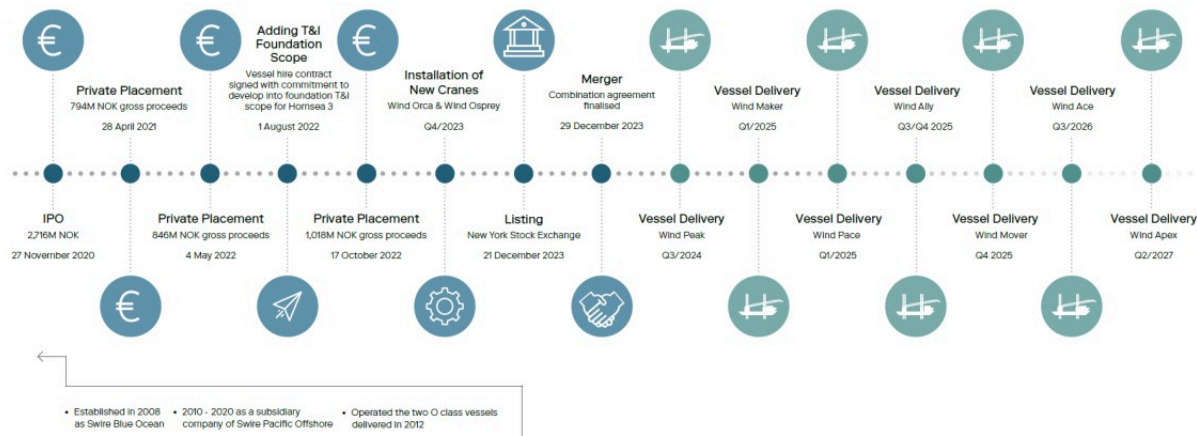 €
€
€
Adding T&I
Foundation
Scope
Vessel hire contract
signed with commitment to
develop into foundation T&I
scope for Hornsea 3
1 August 2022
Private Placement
794M NOK gross proceeds
28 April 2021
Installation of
New Cranes
Wind Orca & Wind Osprey
Q4/2023
Merger
Combination agreement
finalised
29 December 2023
Vessel Delivery
Wind Maker
Q1/2025
Vessel Delivery
Wind Ally
Q3/Q4 2025
Vessel Delivery
Wind Ace
Q3/2026
IPO
2,716M NOK
27 November 2020
Private Placement
846M NOK gross proceeds
4 May 2022
Private Placement
1,018M NOK gross proceeds
17 October 2022
Listing
New York Stock Exchange
21 December 2023
Vessel Delivery
Wind Peak
Q3/2024
Vessel Delivery
Wind Pace
Q1/2025
Vessel Delivery
Wind Mover
Q4 2025
Vessel Delivery
Wind Apex
Q2/2027
€
• Established in 2008
as Swire Blue Ocean
• 2010 - 2020 as a subsidiary
company of Swire Pacific Offshore
• Operated the two O class vessels
delivered in 2012